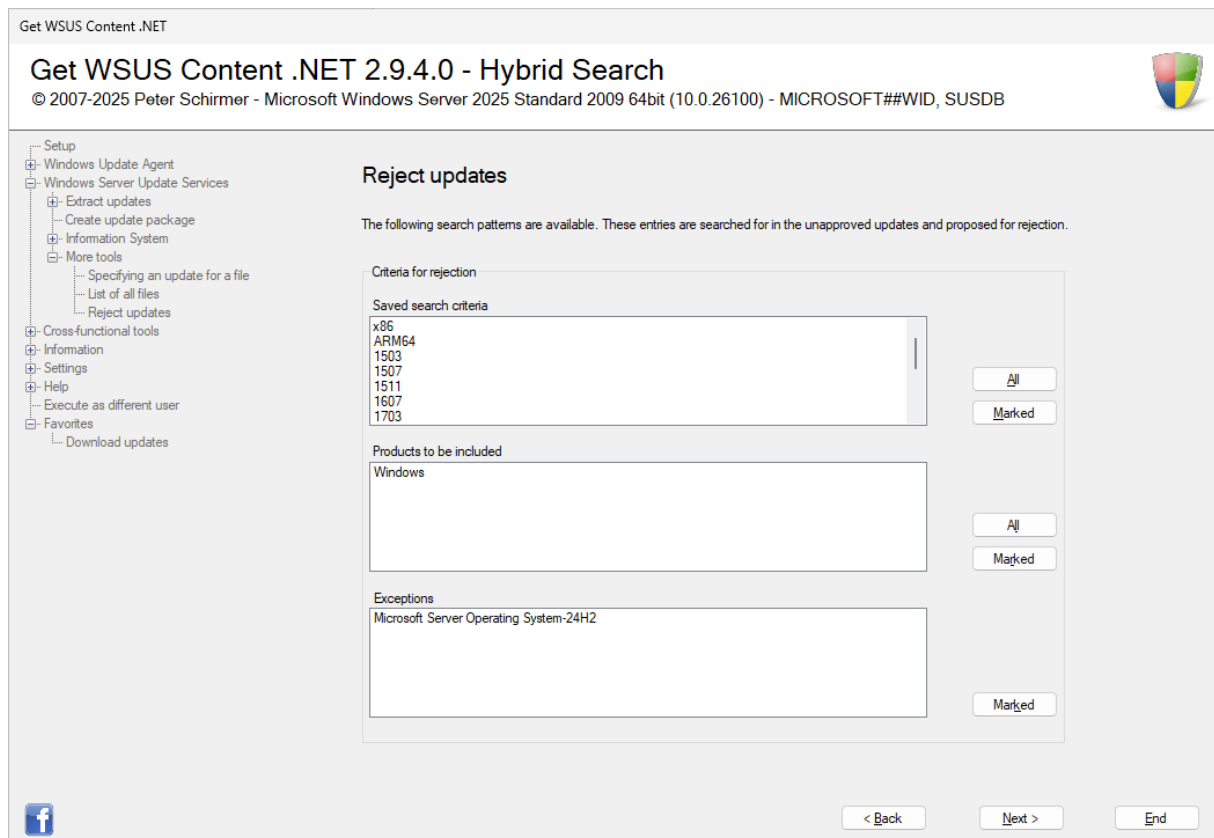 Get WSUS Content .NET
Get WSUS Content .NET 2.9.4.0 - Hybrid Search
© 2007-2025 Peter Schirmer - Microsoft Windows Server 2025 Standard 2009 64bit (10.0.26100) - MICROSOFT##WID, SUSDB
Setup
Windows Update Agent
Windows Server Update Services
Extract updates
Create update package
Information System
More tools
Specifying an update for a file
List of all files
Reject updates
Cross-functional tools
Information
Settings
Help
Execute as different user
Favorites
Download updates
Reject updates
The following search patterns are available. These entries are searched for in the unapproved updates and proposed for rejection.
Criteria for rejection
Saved search criteria
x86
ARM64
1503
1507
1511
1607
1703
All
Marked
Products to be included
Windows
All
Marked
Exceptions
Microsoft Server Operating System-24H2
Marked
f
< Back
Next >
End